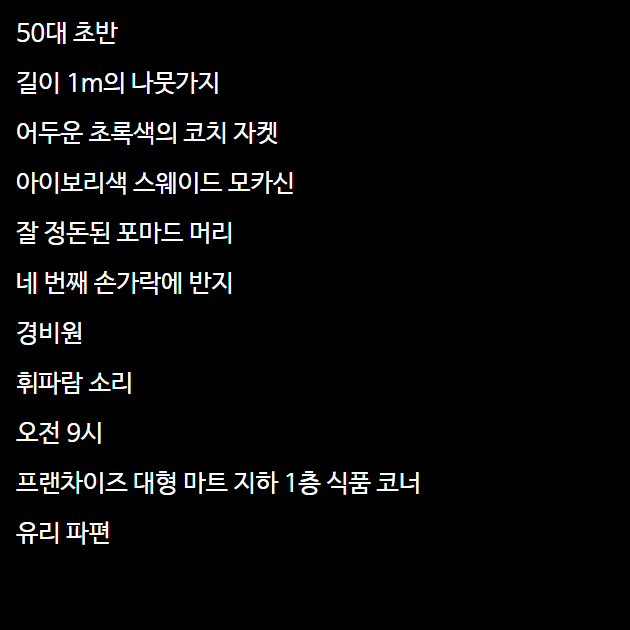 50대 초반
길이 1m의 나뭇가지
어두운 초록색의 코치 자켓
아이보리색 스웨이드 모카신
잘 정돈된 포마드 머리
네 번째 손가락에 반지
경비원
휘파람 소리
오전 9시
프랜차이즈 대형 마트 지하 1층 식품 코너
유리 파편